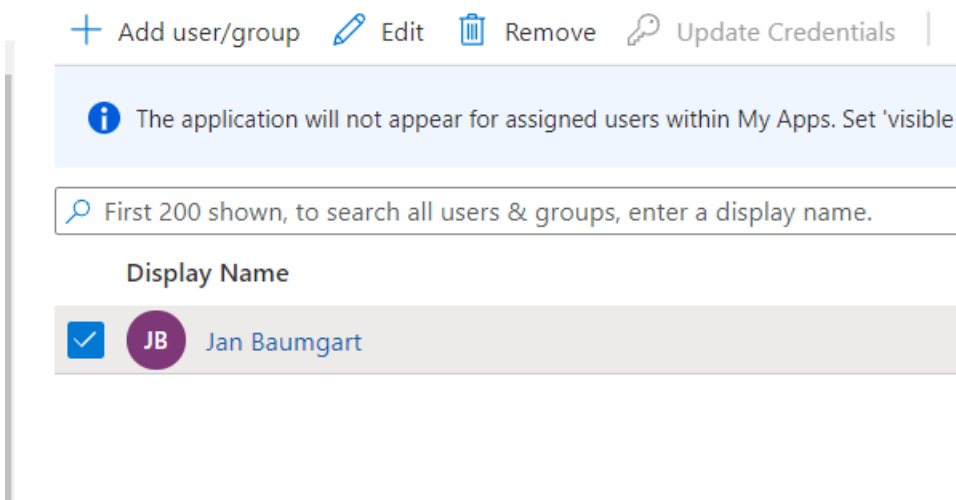 Add user/group Edit Remove Update Credentials
The application will not appear for assigned users within My Apps. Set 'visible
First 200 shown, to search all users & groups, enter a display name.
Display Name
JB Jan Baumgart